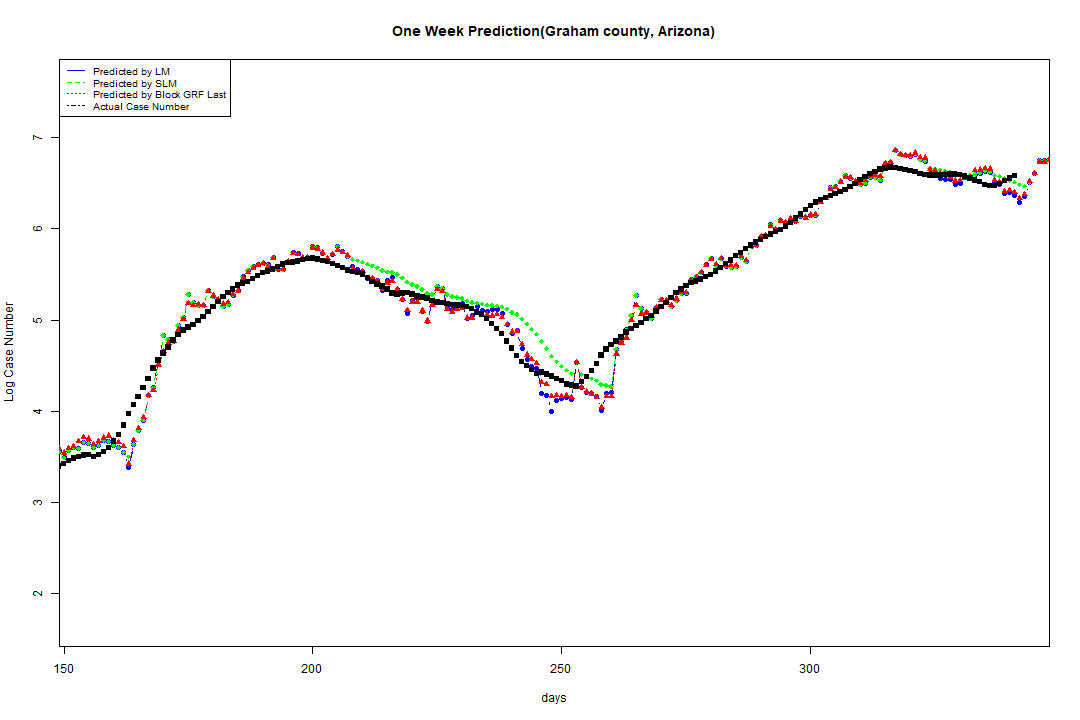 One Week Prediction(Graham county, Arizona)
Predicted by LM
Predicted by SLM
Predicted by Block GRF Last
Actual Case Number
7
6
5
4
3
2
Log Case Number
150 200 250 300
days